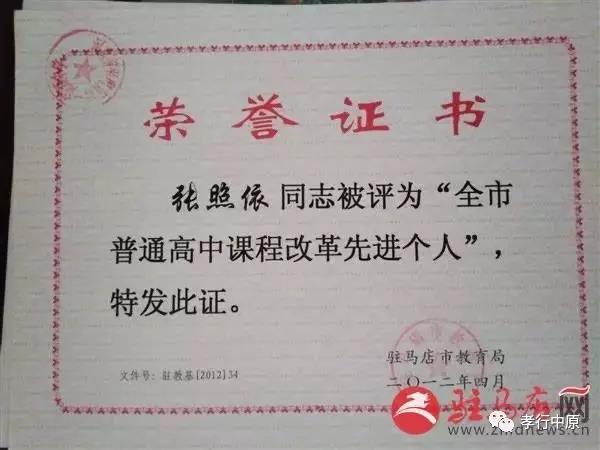 荣誉证书
张照依同志被评为“全市
普通高中课程改革先进个人”，
特发此证。
驻马店市教育局
文件号：驻教基[2012]34
二〇一二年四月
驻马店网
www.zmdnews.cn
孝行中原